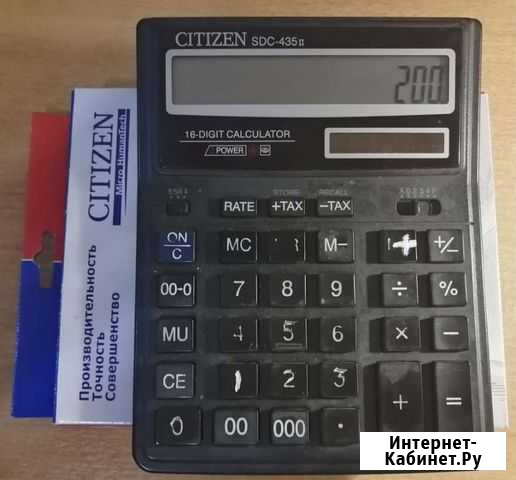 CITIZEN SDC-435 II
200
16-DIGIT CALCULATOR
POWER
STORE RECALL
RATE +TAX −TAX
ON/C MC M− +/−
00→0 7 8 9 ÷ %
MU 4 5 6 × −
CE 1 2 3 + =
0 00 000 ·
CITIZEN
Micro HumanTech
Производительность
Точность
Совершенство
Интернет-
Кабинет.Ру